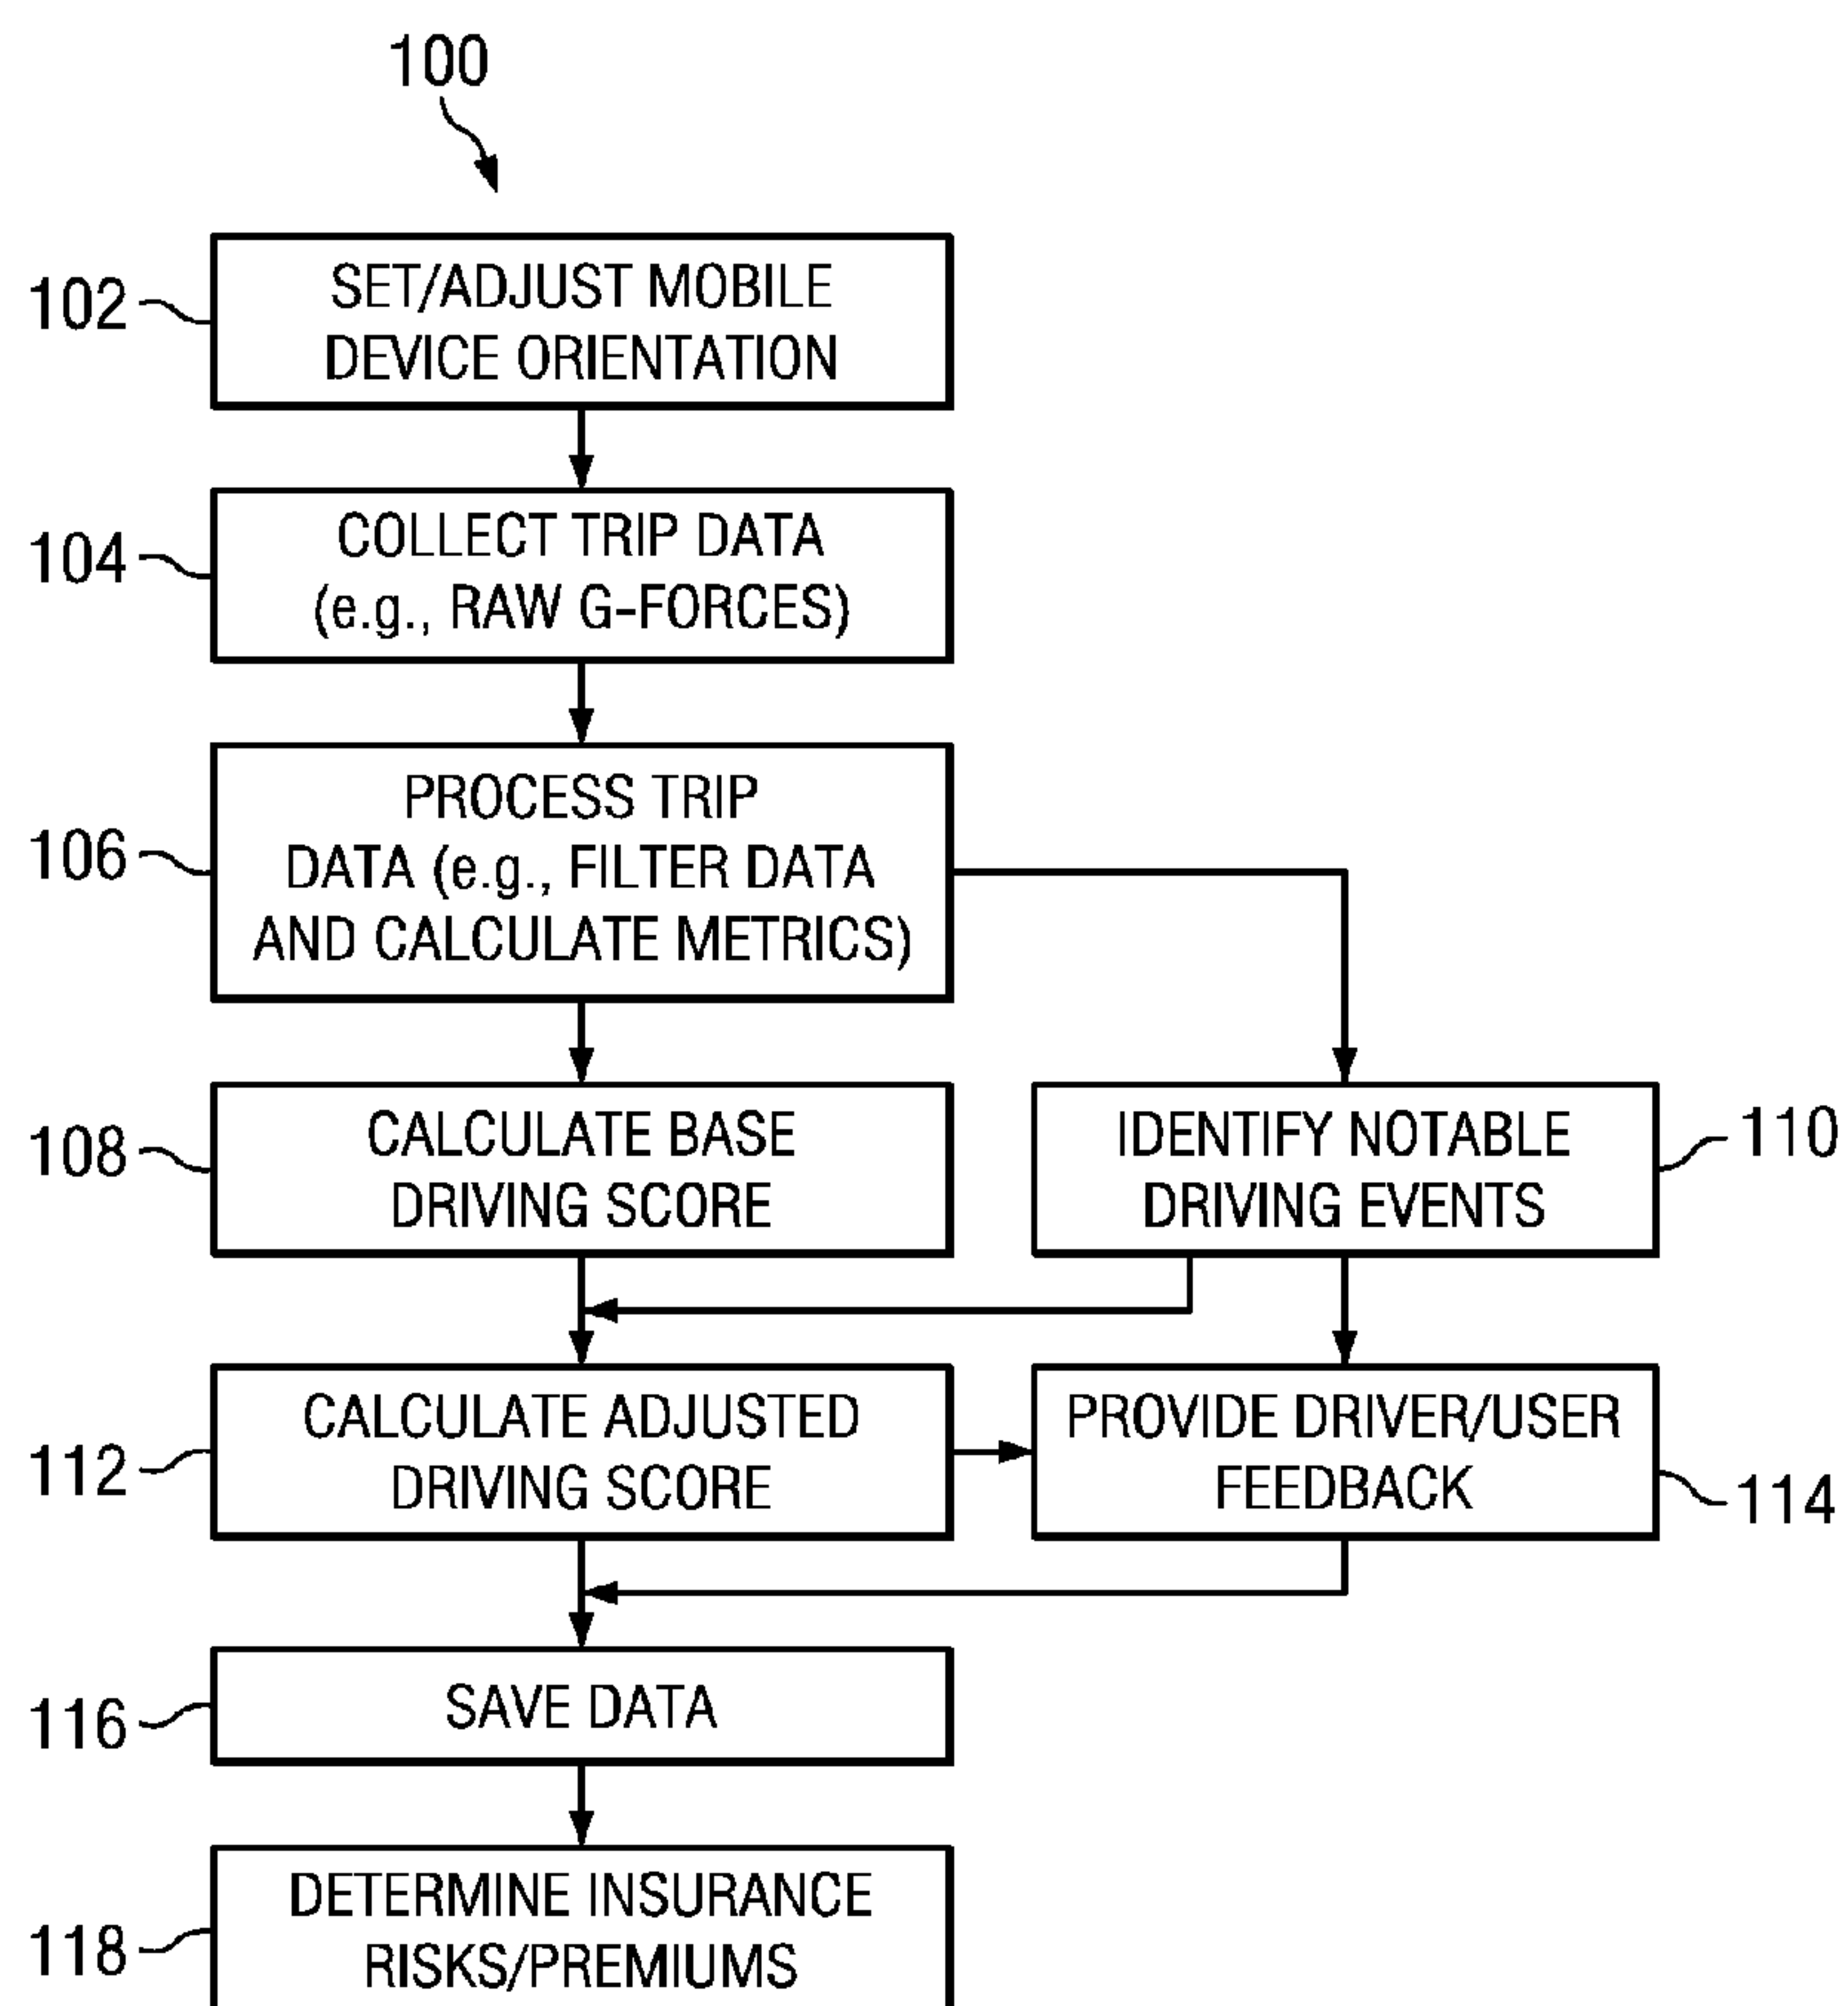 100
102
SET/ADJUST MOBILE
DEVICE ORIENTATION
104
COLLECT TRIP DATA
(e.g., RAW G-FORCES)
106
PROCESS TRIP
DATA (e.g., FILTER DATA
AND CALCULATE METRICS)
108
CALCULATE BASE
DRIVING SCORE
IDENTIFY NOTABLE
DRIVING EVENTS
110
112
CALCULATE ADJUSTED
DRIVING SCORE
PROVIDE DRIVER/USER
FEEDBACK
114
116
SAVE DATA
118
DETERMINE INSURANCE
RISKS/PREMIUMS